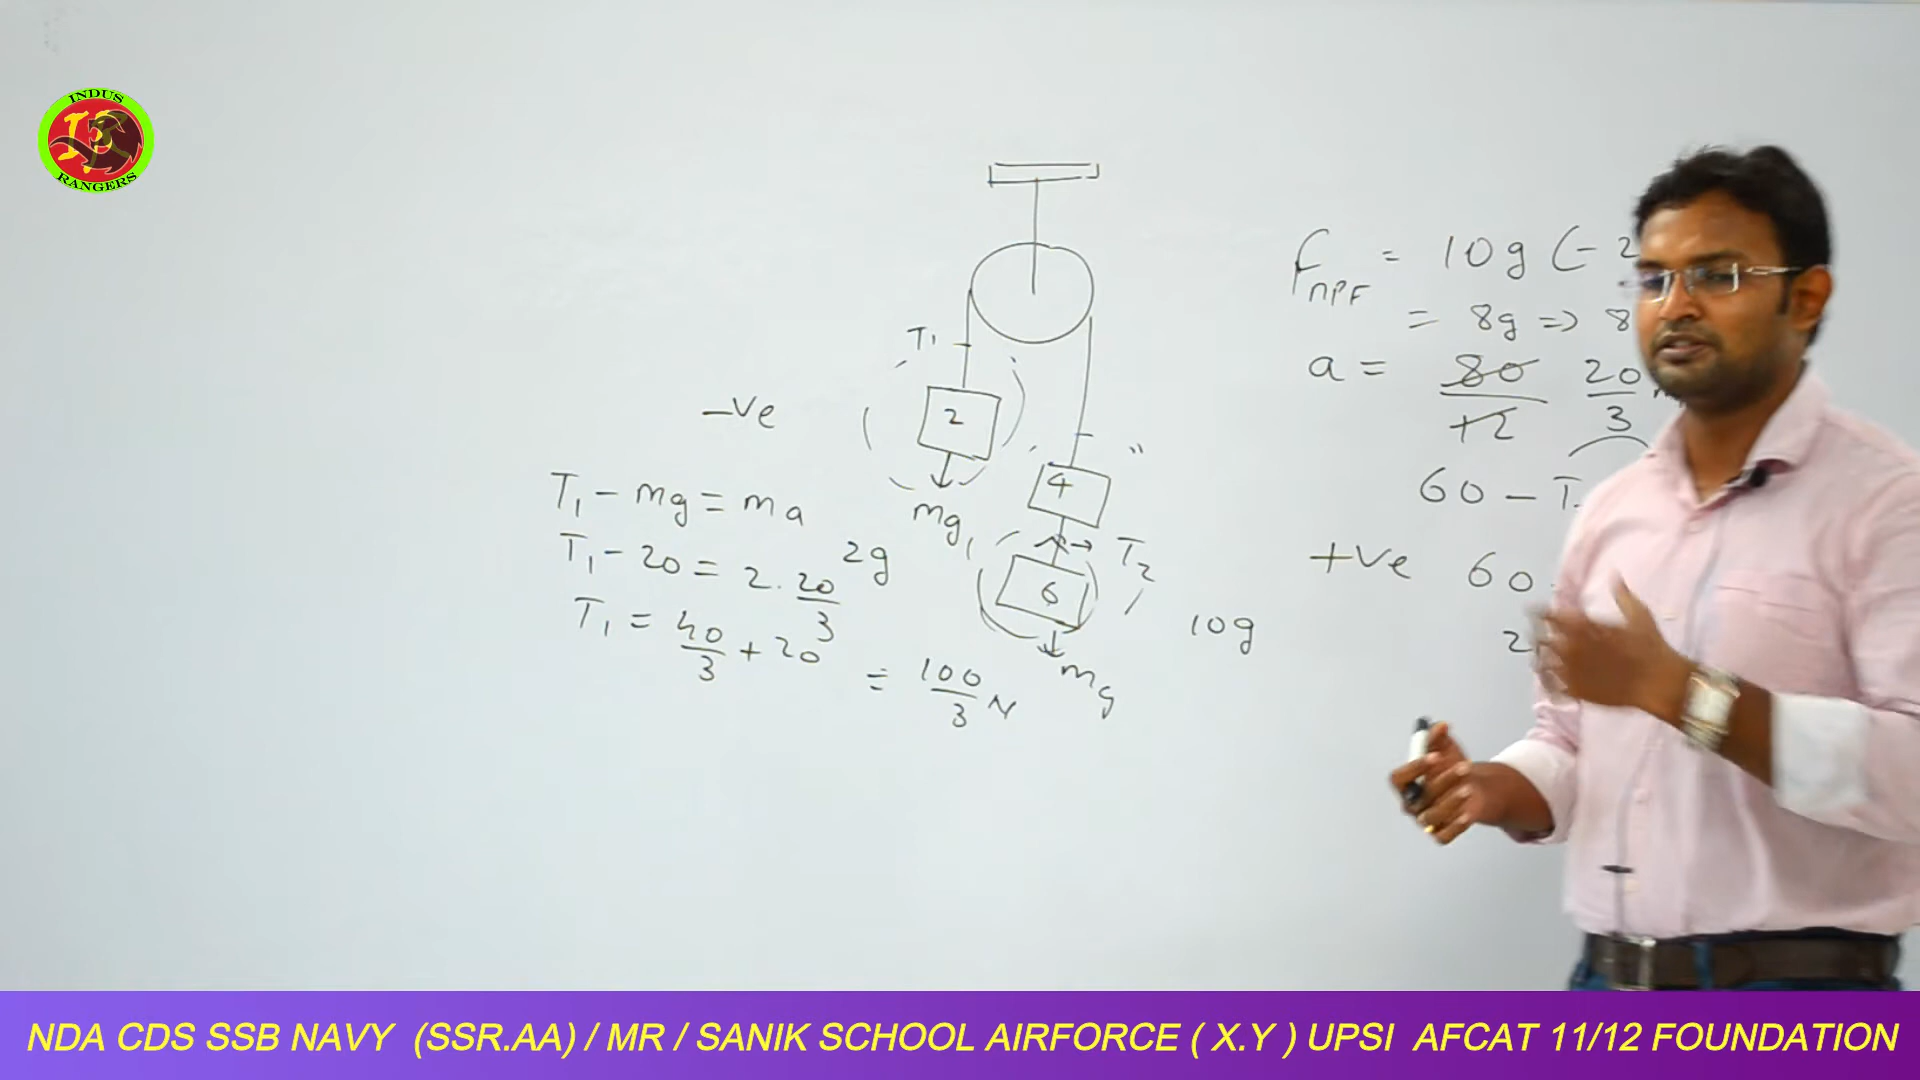 INDUS
IR
RANGERS
F_NPF = 10g (- 2
= 8g => 8
a = 80/12 20/3
60 - T
+ve 60
T₁
-ve
2
mg
2g
4
T₂
6
mg
10g
T₁ - mg = ma
T₁ - 20 = 2 . 20/3
T₁ = 40/3 + 20
= 100/3 N
NDA CDS SSB NAVY (SSR.AA) / MR / SANIK SCHOOL AIRFORCE ( X.Y ) UPSI AFCAT 11/12 FOUNDATION